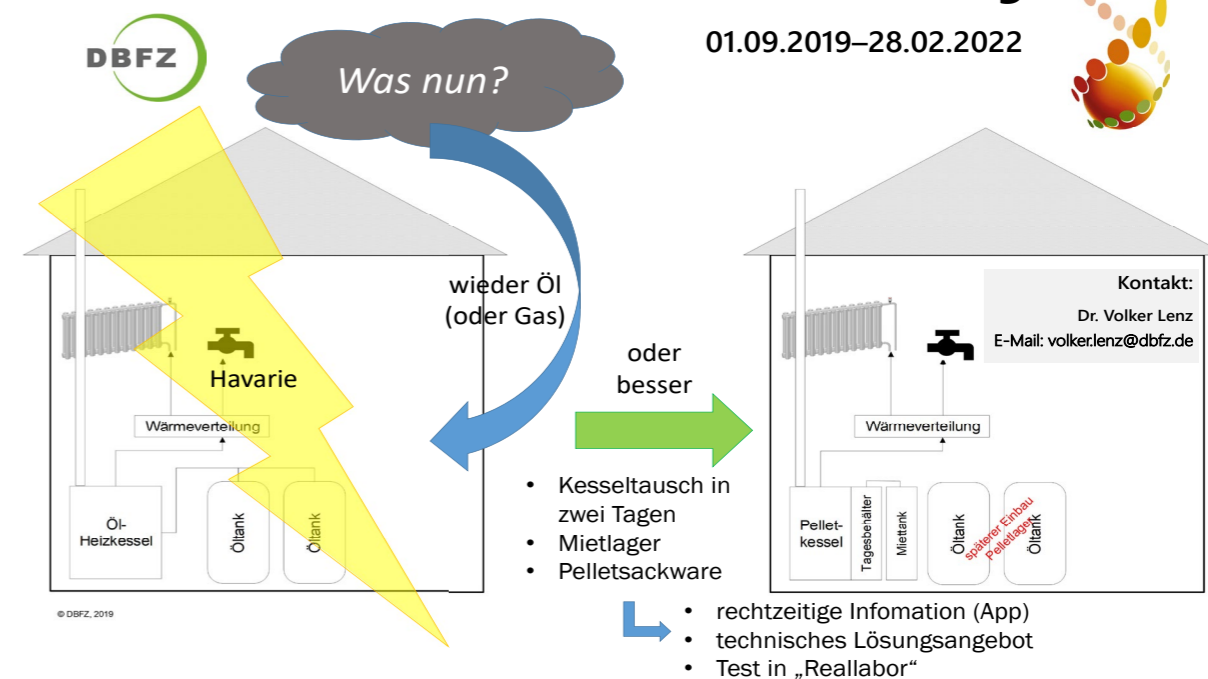 01.09.2019–28.02.2022
DBFZ
Was nun?
wieder Öl
(oder Gas)
oder
besser
Havarie
Wärmeverteilung
Öl-
Heizkessel
Öltank
Öltank
© DBFZ, 2019
• Kesseltausch in
zwei Tagen
• Mietlager
• Pelletsackware
• rechtzeitige Infomation (App)
• technisches Lösungsangebot
• Test in „Reallabor“
Kontakt:
Dr. Volker Lenz
E-Mail: volker.lenz@dbfz.de
Wärmeverteilung
Pellet-
kessel
Tagesbehälter
Miettank
Öltank
späterer Einbau
Pelletlager
Öltank